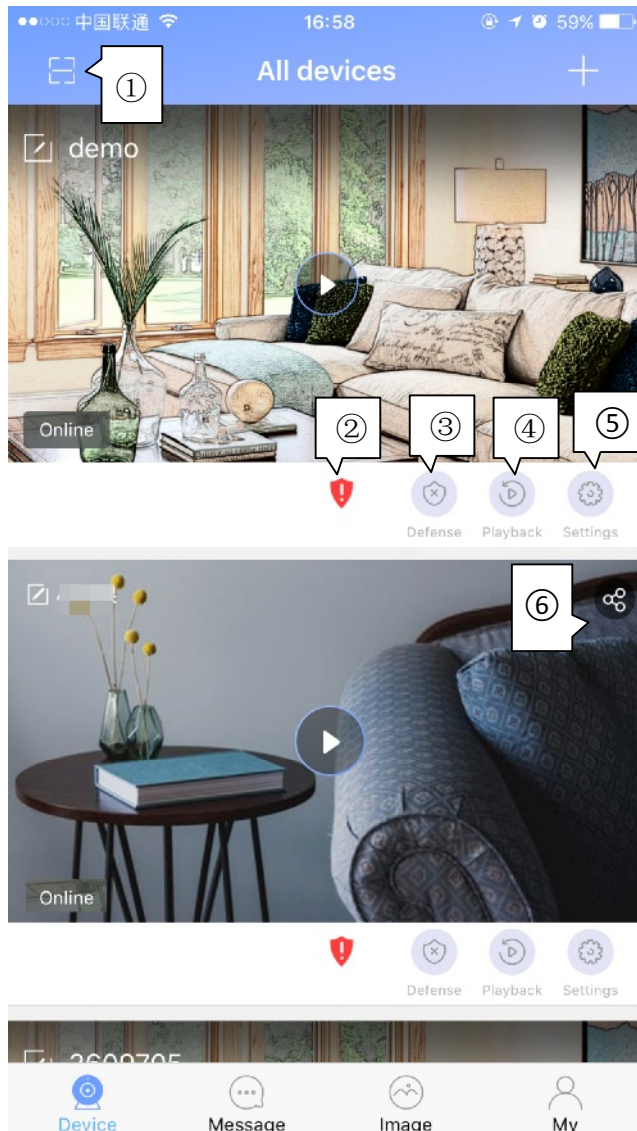 中国联通 16:58 59%
① All devices
demo
Online ② ③ ④ ⑤
Defense Playback Settings
⑥
Online
Defense Playback Settings
3609705
Device Message Image My